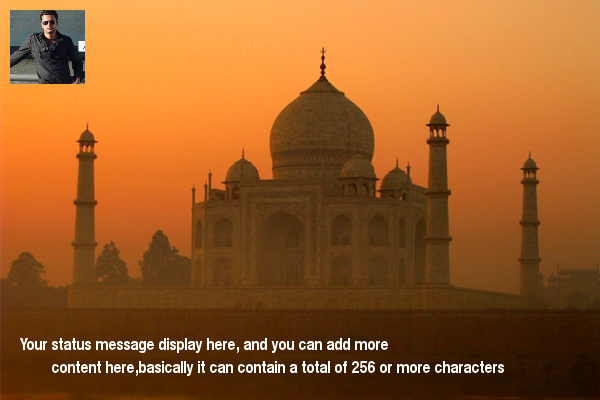 Your status message display here, and you can add more
content here,basically it can contain a total of 256 or more characters